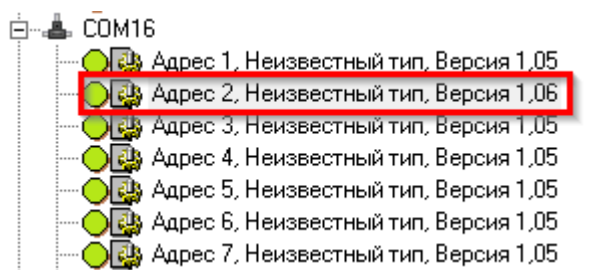 COM16
Адрес 1, Неизвестный тип, Версия 1,05
Адрес 2, Неизвестный тип, Версия 1,06
Адрес 3, Неизвестный тип, Версия 1,05
Адрес 4, Неизвестный тип, Версия 1,05
Адрес 5, Неизвестный тип, Версия 1,05
Адрес 6, Неизвестный тип, Версия 1,05
Адрес 7, Неизвестный тип, Версия 1,05